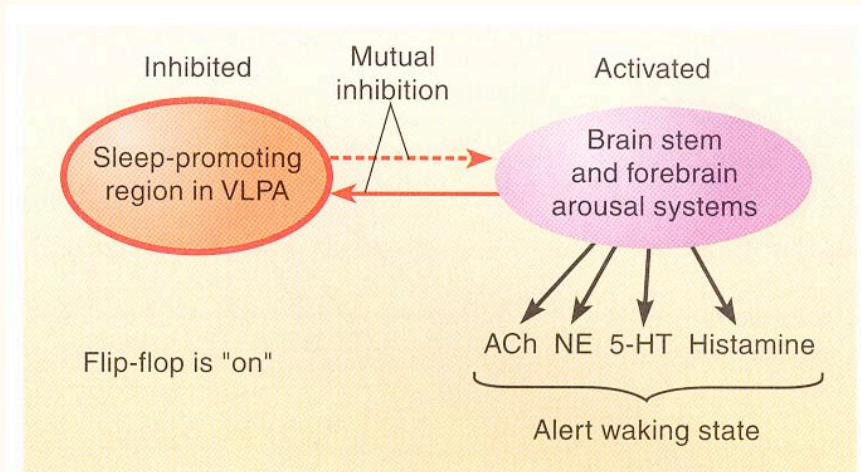 Inhibited
Mutual
inhibition
Activated
Sleep-promoting
region in VLPA
Brain stem
and forebrain
arousal systems
ACh NE 5-HT Histamine
Flip-flop is "on"
Alert waking state